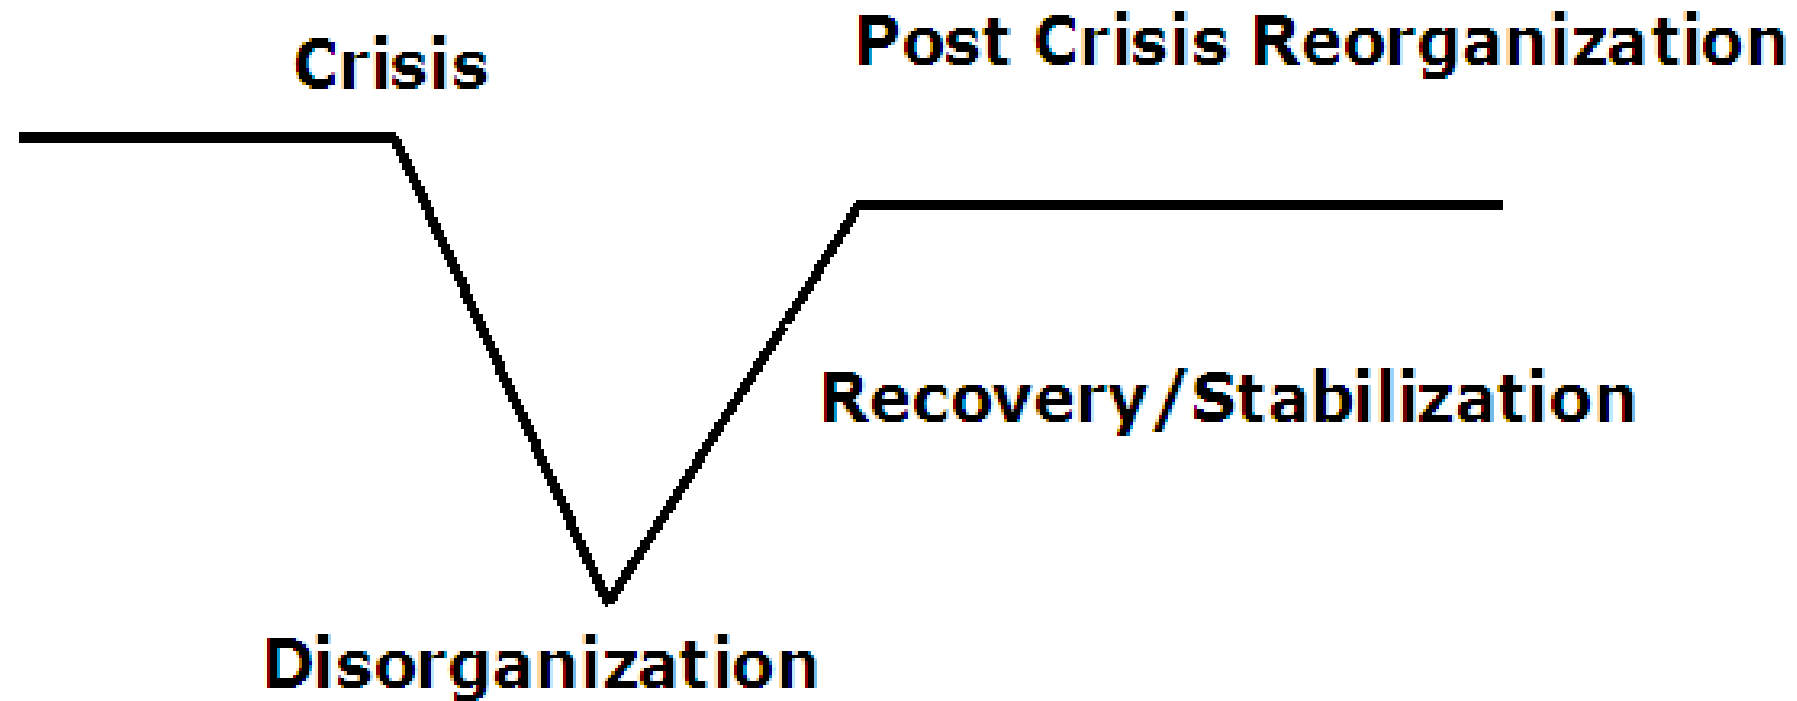 Crisis
Post Crisis Reorganization
Recovery/Stabilization
Disorganization